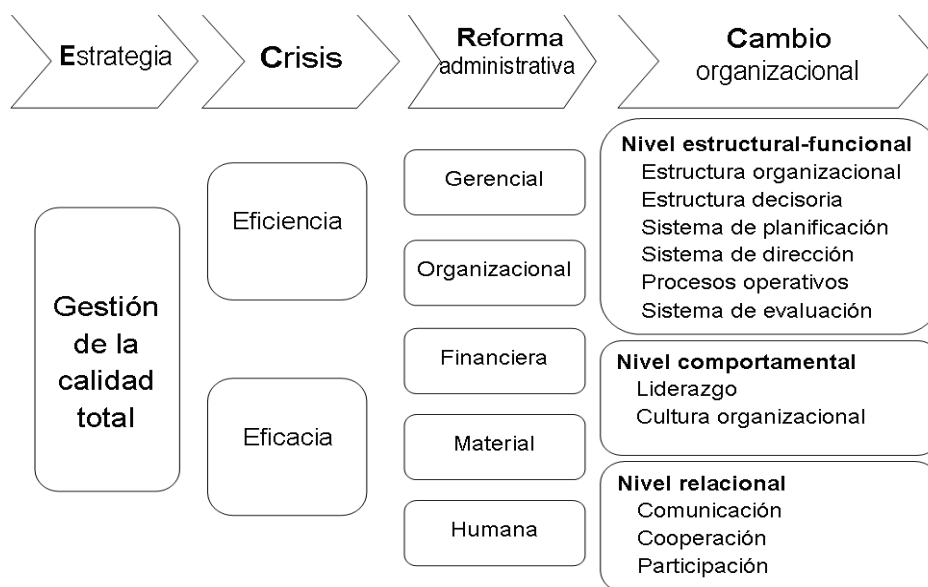 Estrategia
Crisis
Reforma
administrativa
Cambio
organizacional
Gestión
de la
calidad
total
Eficiencia
Eficacia
Gerencial
Organizacional
Financiera
Material
Humana
Nivel estructural-funcional
Estructura organizacional
Estructura decisoria
Sistema de planificación
Sistema de dirección
Procesos operativos
Sistema de evaluación
Nivel comportamental
Liderazgo
Cultura organizacional
Nivel relacional
Comunicación
Cooperación
Participación